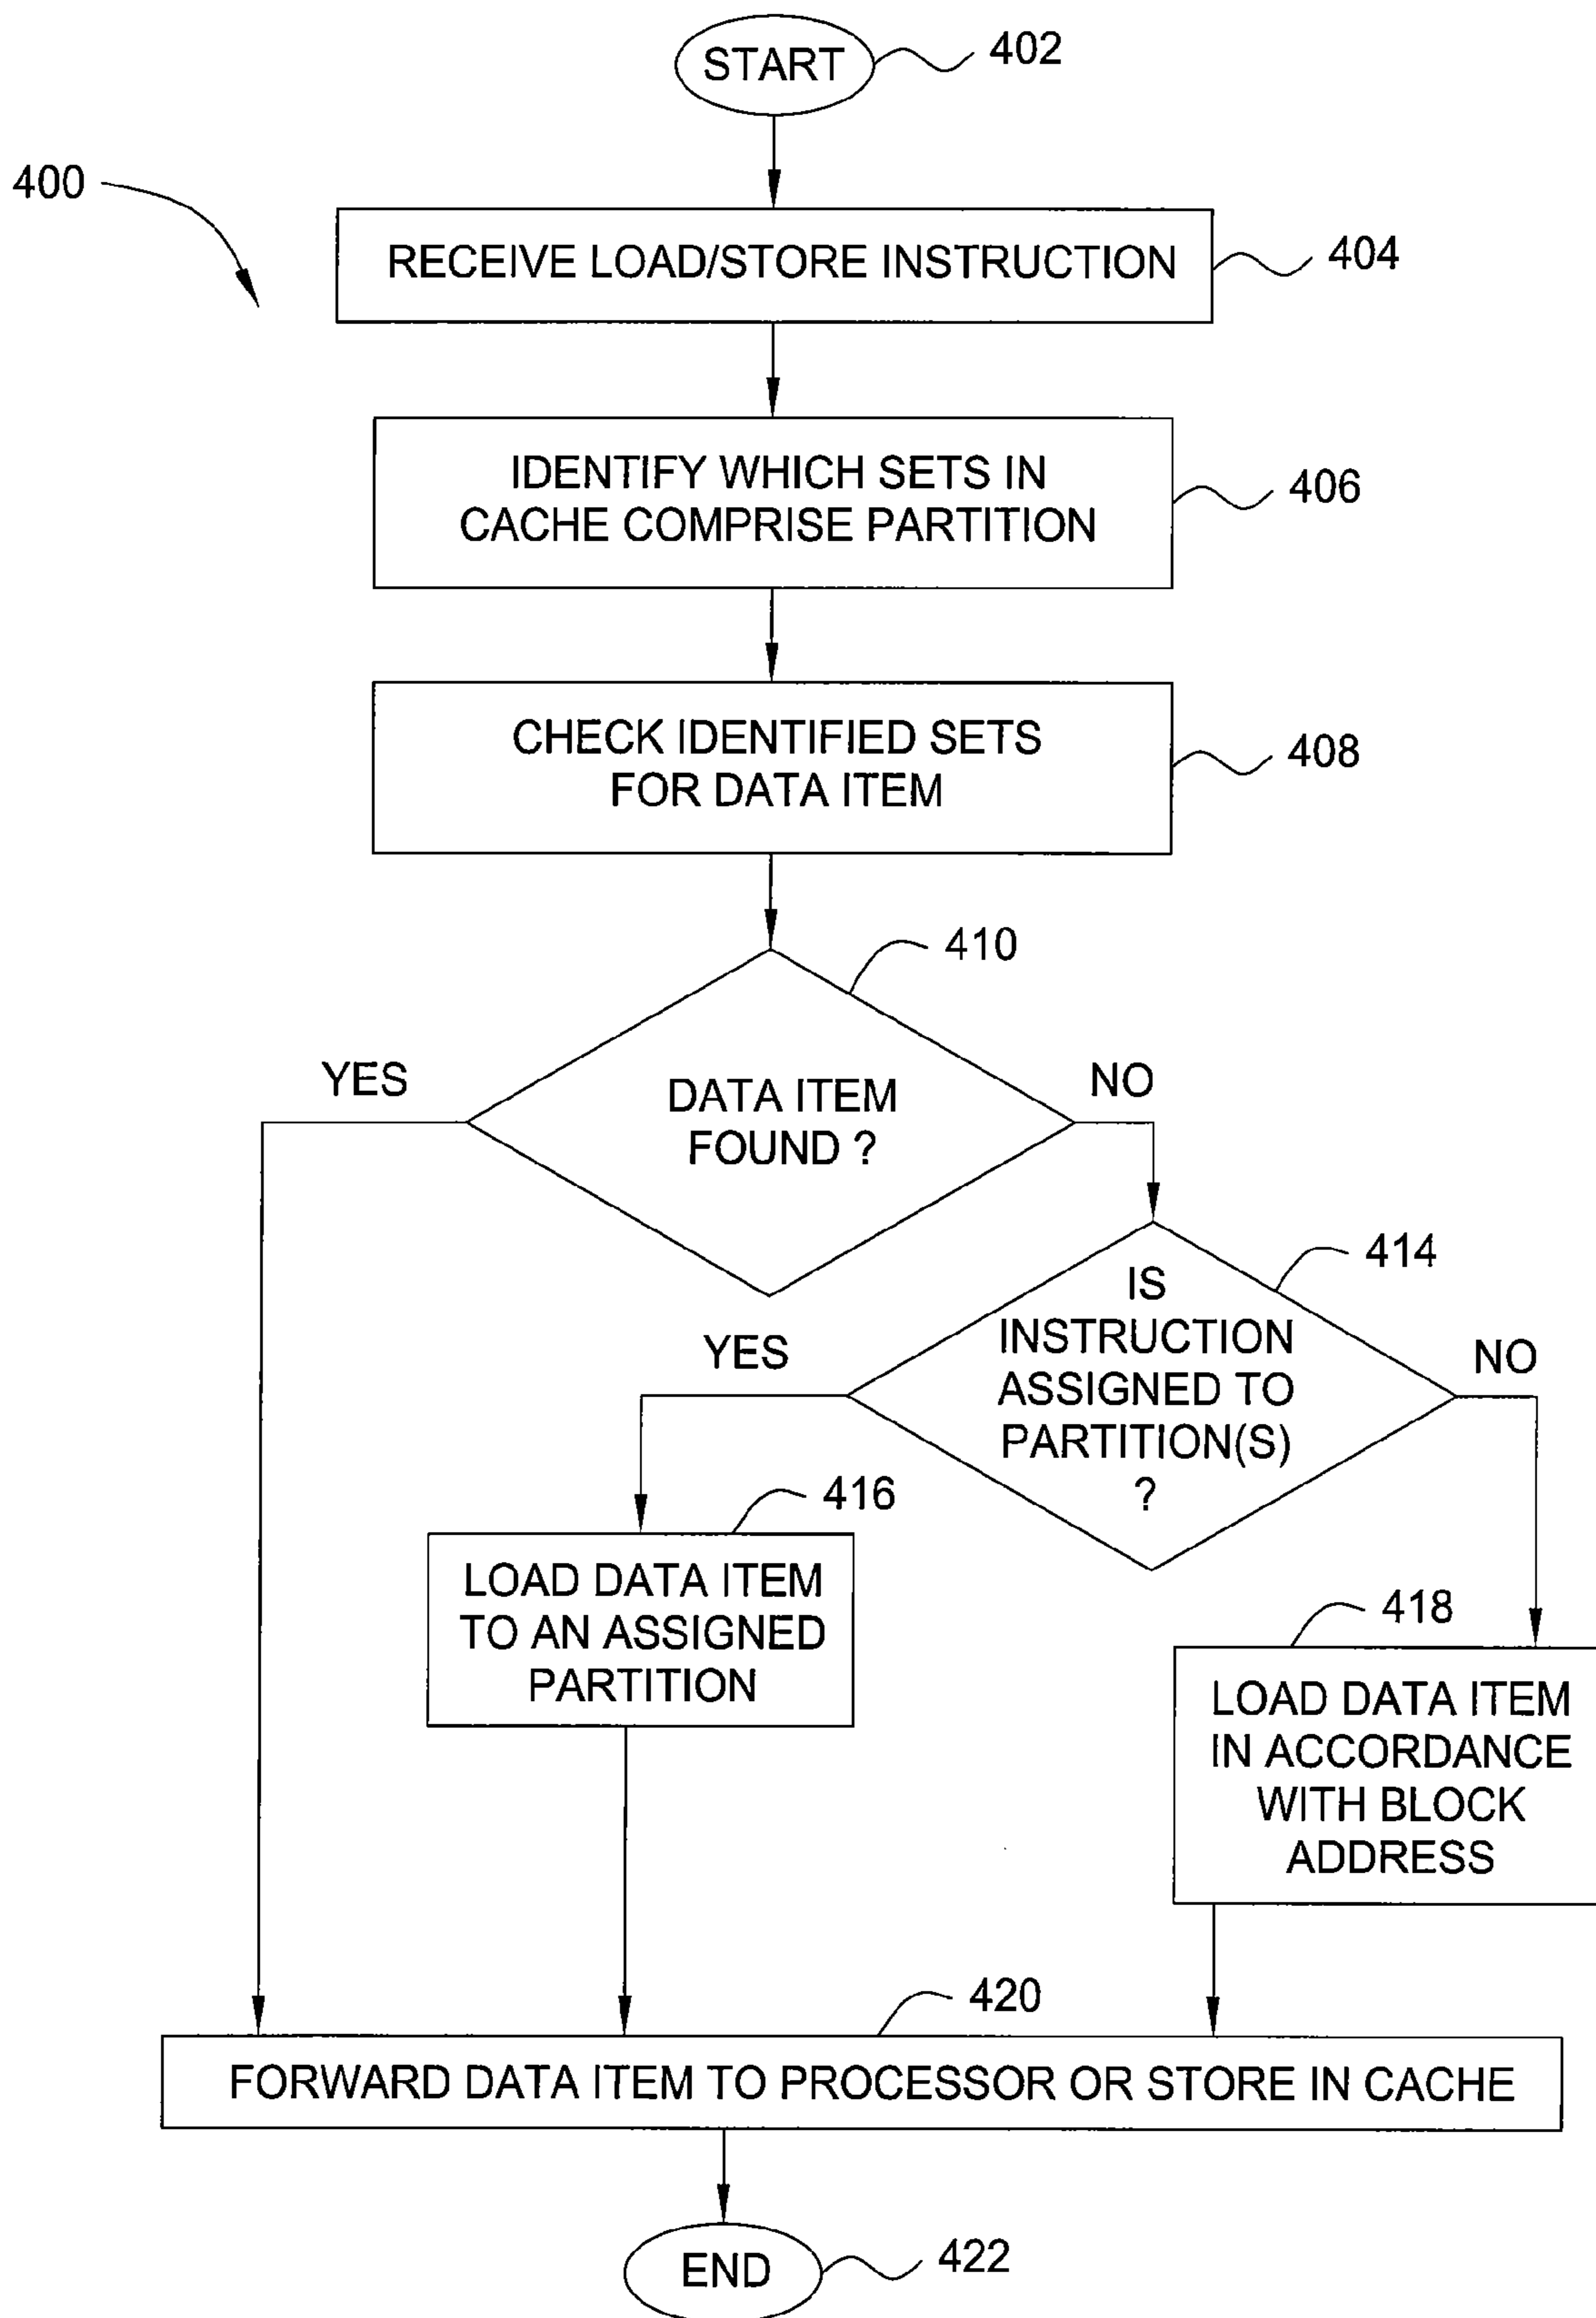 START
402
400
RECEIVE LOAD/STORE INSTRUCTION
404
IDENTIFY WHICH SETS IN
CACHE COMPRISE PARTITION
406
CHECK IDENTIFIED SETS
FOR DATA ITEM
408
410
YES
NO
DATA ITEM
FOUND ?
414
IS
INSTRUCTION
ASSIGNED TO
PARTITION(S)
?
YES
NO
416
LOAD DATA ITEM
TO AN ASSIGNED
PARTITION
418
LOAD DATA ITEM
IN ACCORDANCE
WITH BLOCK
ADDRESS
420
FORWARD DATA ITEM TO PROCESSOR OR STORE IN CACHE
END
422